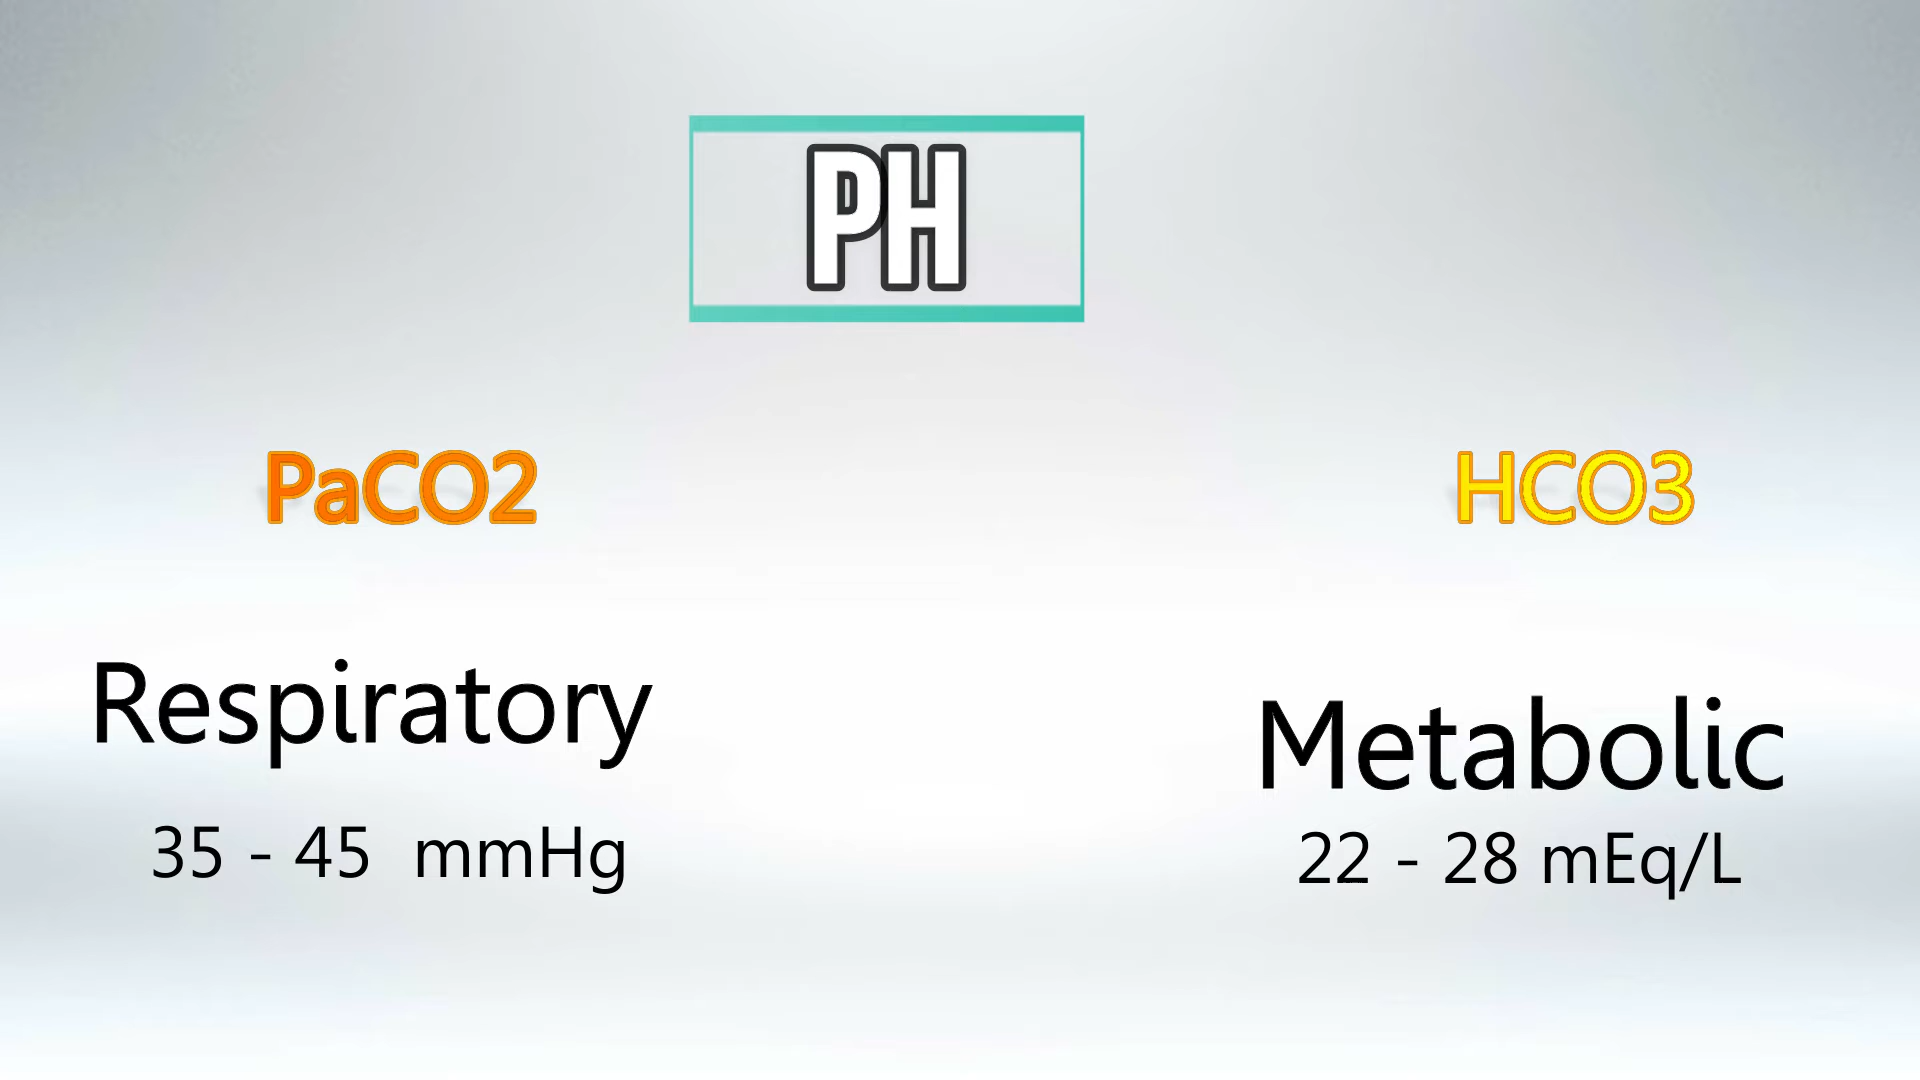 PH
PaCO2
HCO3
Respiratory
Metabolic
35 - 45 mmHg
22 - 28 mEq/L